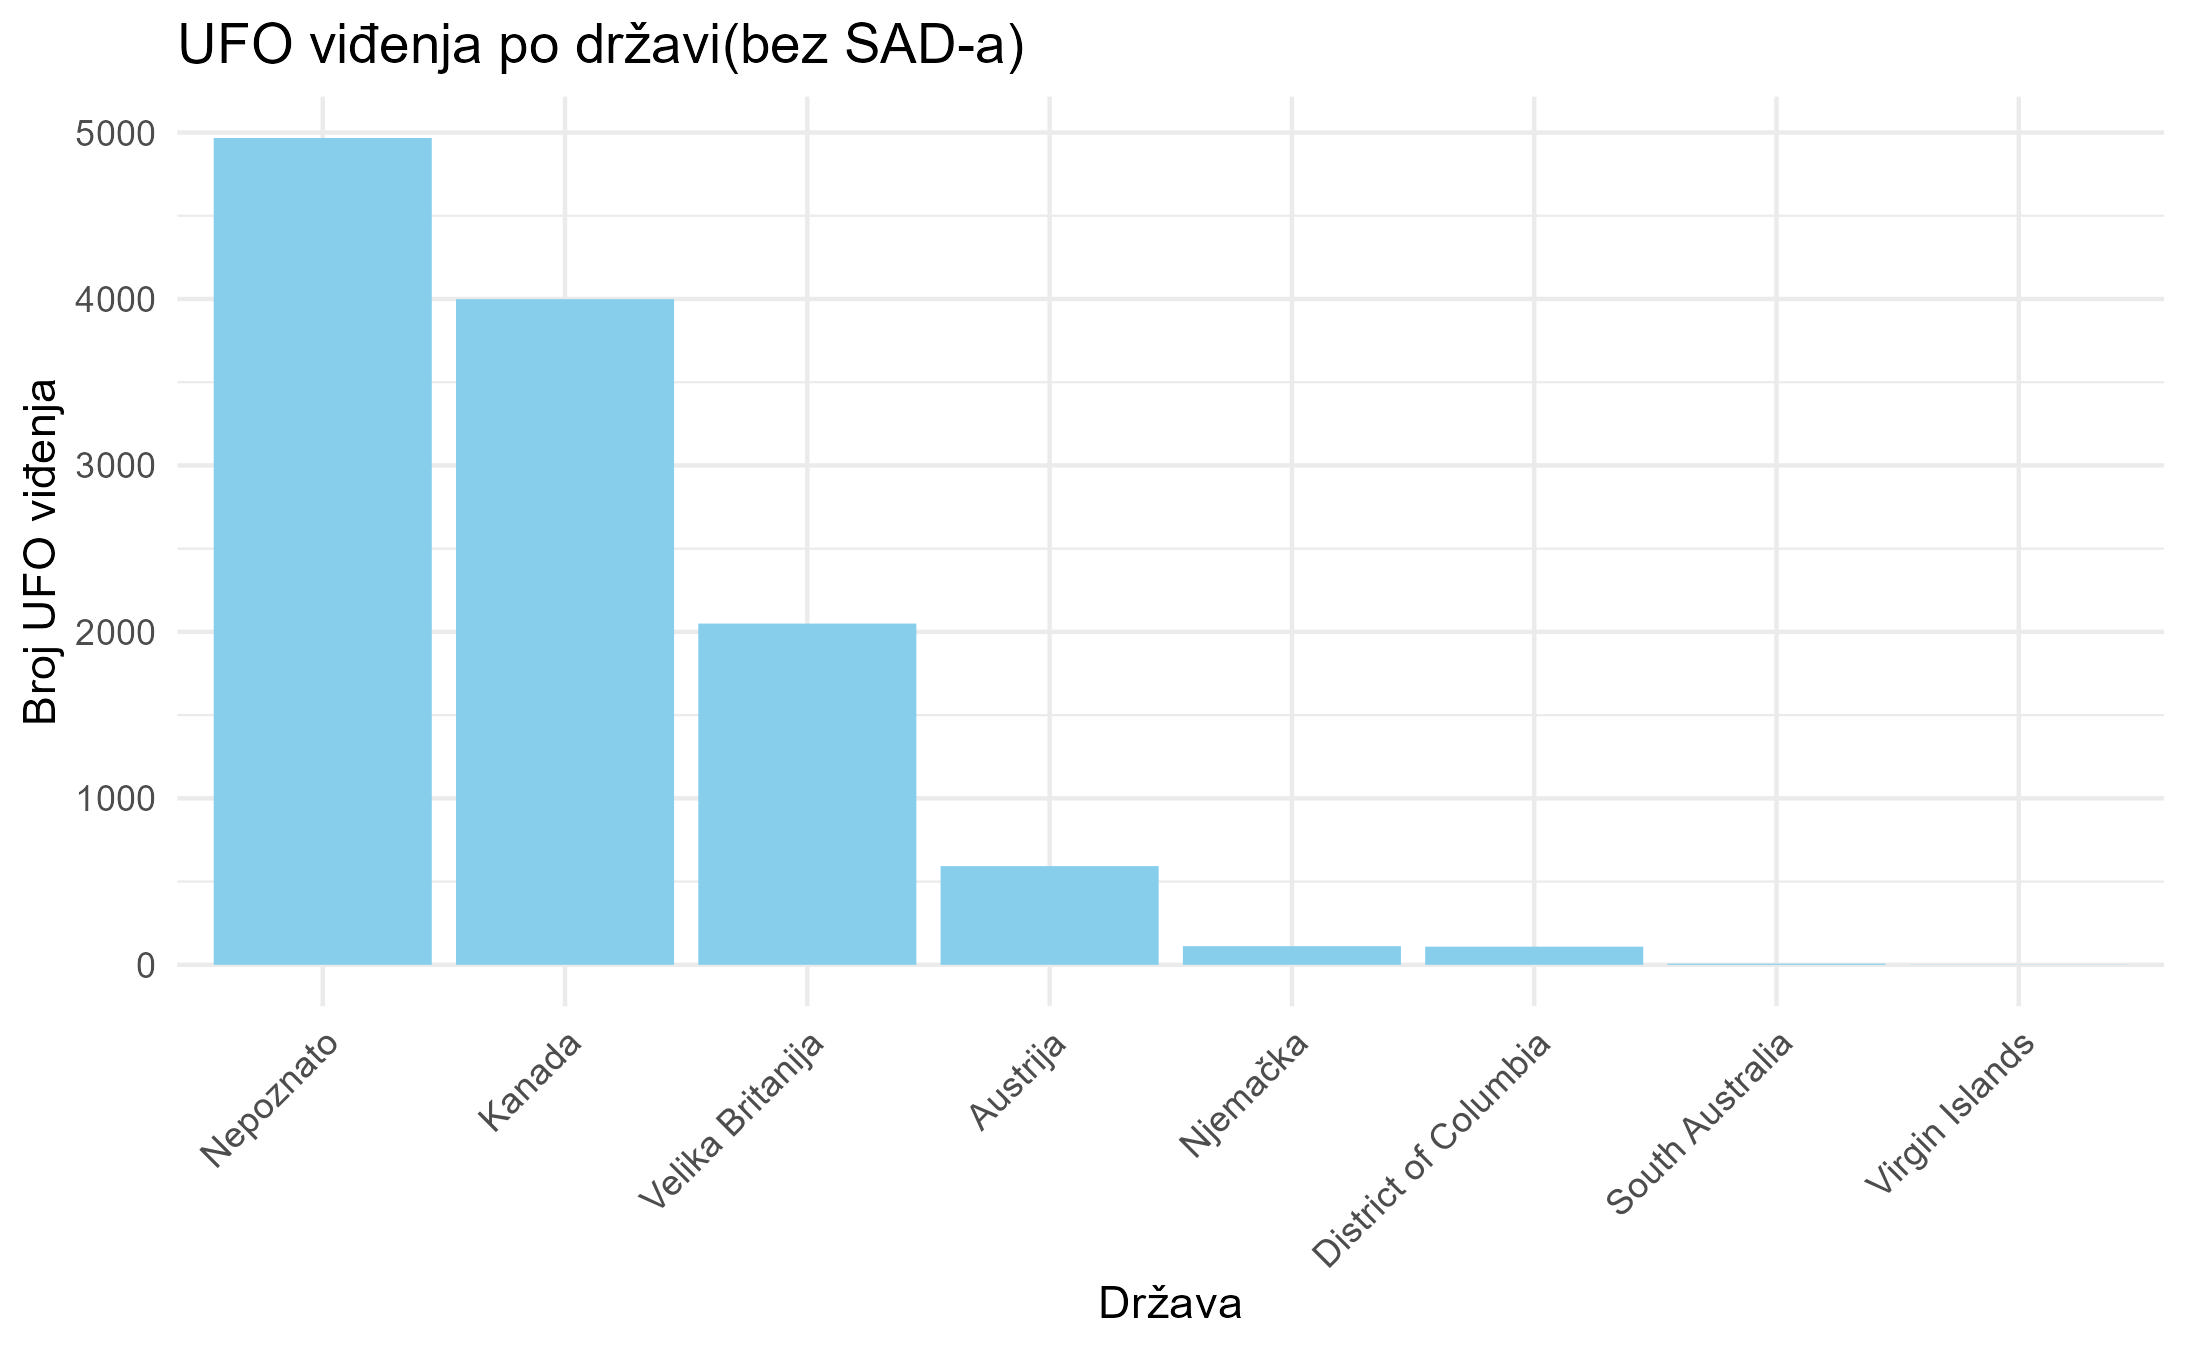 UFO viđenja po državi(bez SAD-a)
Broj UFO viđenja
5000
4000
3000
2000
1000
0
Nepoznato
Kanada
Velika Britanija
Austrija
Njemačka
District of Columbia
South Australia
Virgin Islands
Država